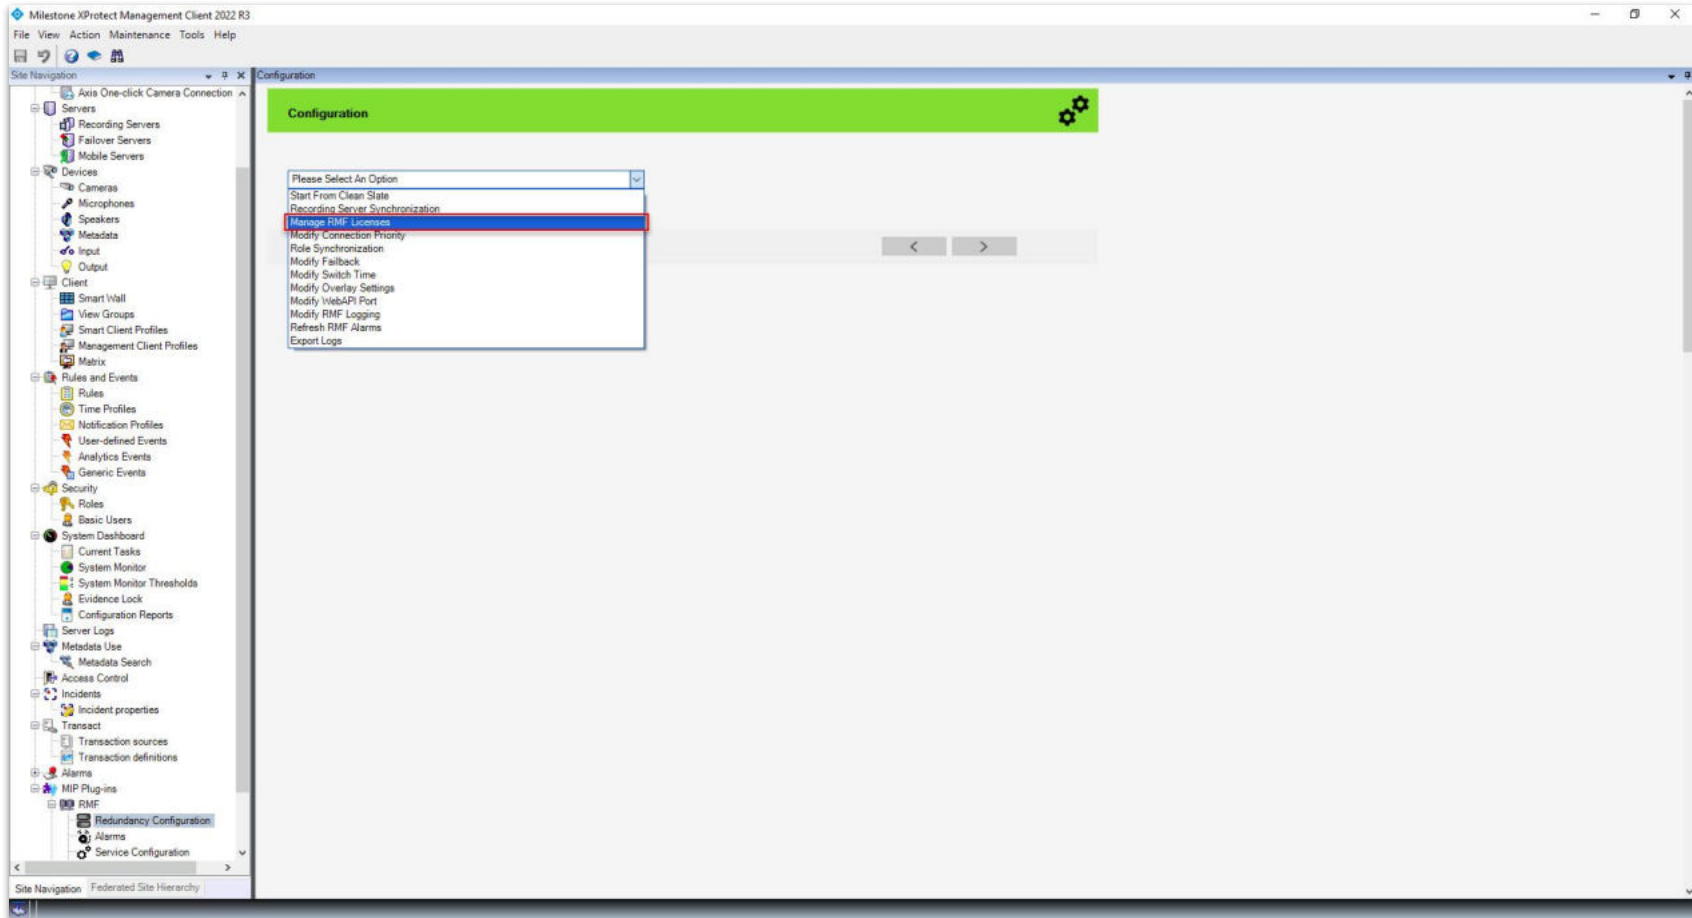 Milestone XProtect Management Client 2022 R3
File View Action Maintenance Tools Help
Site Navigation
Axis One-click Camera Connection
Servers
Recording Servers
Failover Servers
Mobile Servers
Devices
Cameras
Microphones
Speakers
Metadata
Input
Output
Client
Smart Wall
View Groups
Smart Client Profiles
Management Client Profiles
Matrix
Rules and Events
Rules
Time Profiles
Notification Profiles
User-defined Events
Analytics Events
Generic Events
Security
Roles
Basic Users
System Dashboard
Current Tasks
System Monitor
System Monitor Thresholds
Evidence Lock
Configuration Reports
Server Logs
Metadata Use
Metadata Search
Access Control
Incidents
Incident properties
Transact
Transaction sources
Transaction definitions
Alarms
MIP Plug-ins
RMF
Redundancy Configuration
Alarms
Service Configuration
Site Navigation Federated Site Hierarchy
Configuration
Configuration
Please Select An Option
Start From Clean Slate
Recording Server Synchronization
Manage RMF Licenses
Modify Connection Priority
Role Synchronization
Modify Failback
Modify Switch Time
Modify Overlay Settings
Modify WebAPI Port
Modify RMF Logging
Refresh RMF Alarms
Export Logs
< >